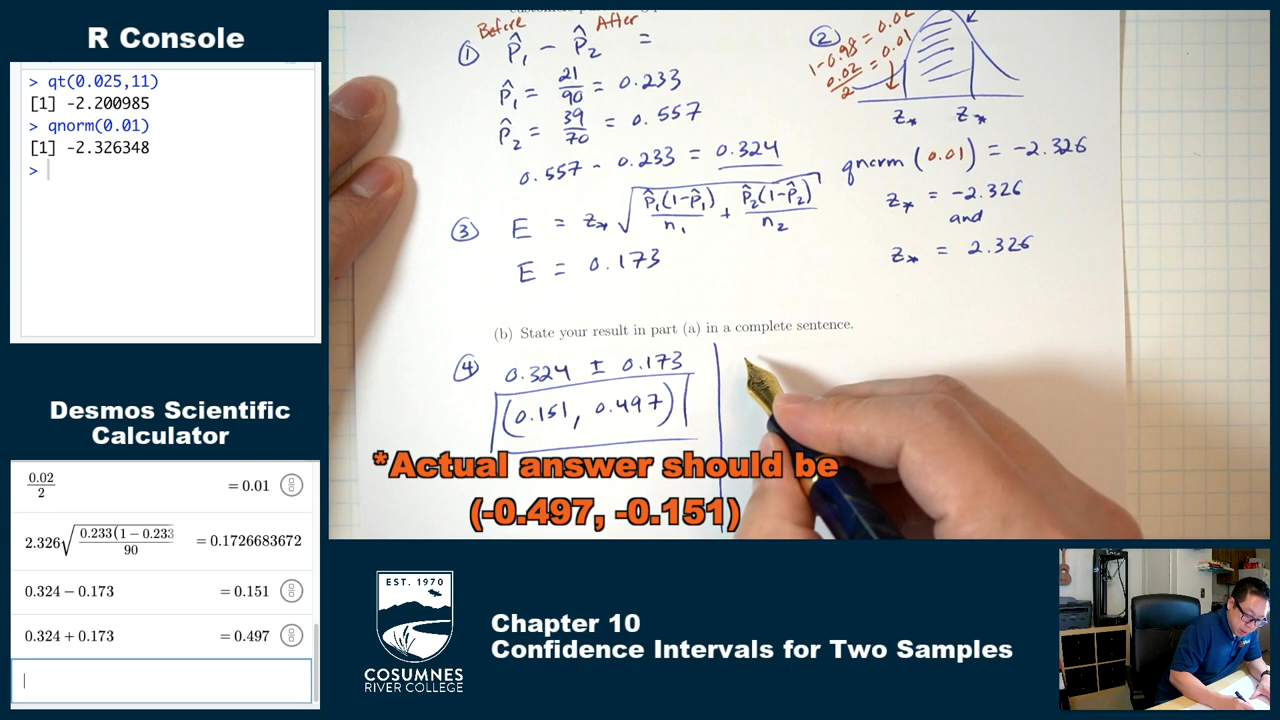 R Console
> qt(0.025,11)
[1] -2.200985
> qnorm(0.01)
[1] -2.326348
>
Desmos Scientific
Calculator
0.02/2 = 0.01
2.326√(0.233(1−0.233 / 90 = 0.1726683672
0.324 − 0.173 = 0.151
0.324 + 0.173 = 0.497
Before After
① p̂₁ − p̂₂ =
p̂₁ = 21/90 = 0.233
p̂₂ = 39/70 = 0.557
0.557 - 0.233 = 0.324
②
1-0.98 = 0.02
0.02/2 = 0.01
z* z*
qnorm (0.01) = -2.326
z* = -2.326
and
z* = 2.326
③ E = z* √(p̂₁(1-p̂₁)/n₁ + p̂₂(1-p̂₂)/n₂)
E = 0.173
(b) State your result in part (a) in a complete sentence.
④ 0.324 ± 0.173
(0.151, 0.497)
*Actual answer should be
(-0.497, -0.151)
EST. 1970
COSUMNES
RIVER COLLEGE
Chapter 10
Confidence Intervals for Two Samples